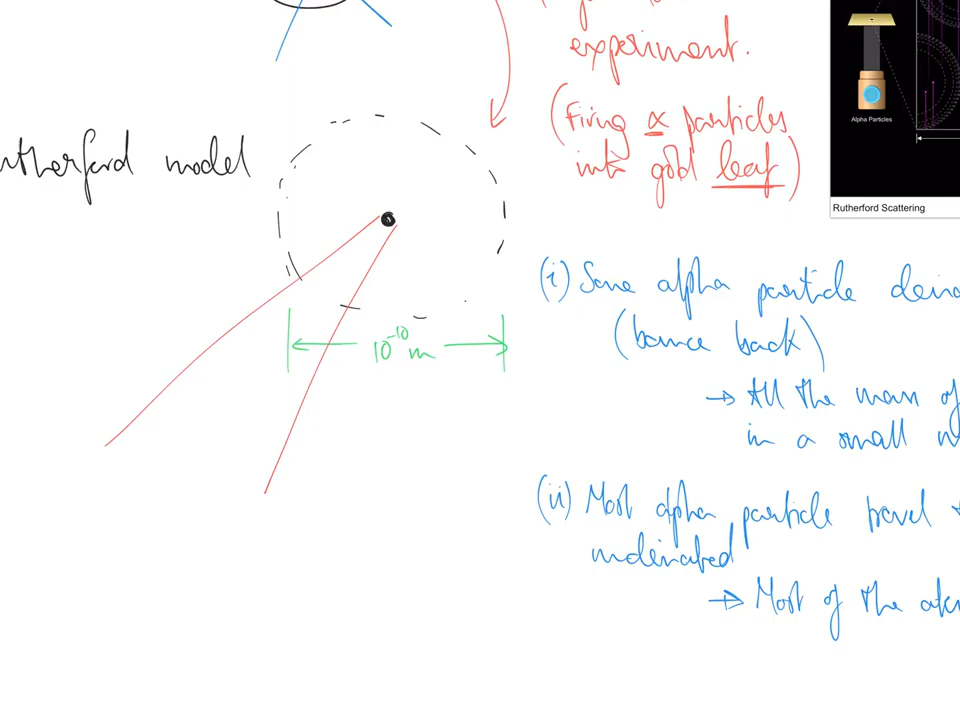 experiment.
(Firing α particles
into gold leaf)
Alpha Particles
Rutherford Scattering
utherford model
10⁻¹⁰ m
(i) Some alpha particle
(bounce back)
→ All the mass of
in a small
(ii) Most alpha particle travel
undeviated
→ Most of the